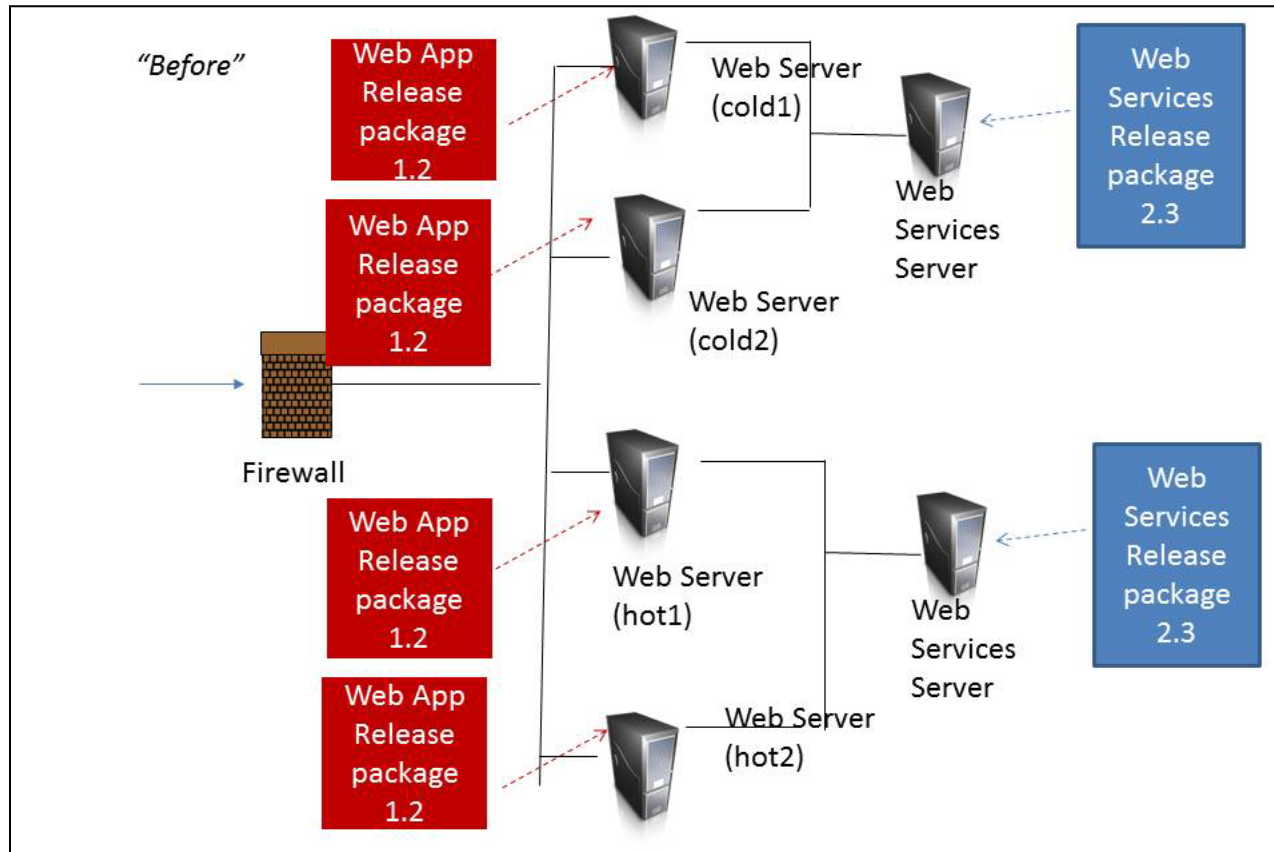 “Before”
Web App
Release
package
1.2
Web Server
(cold1)
Web
Services
Release
package
2.3
Web
Services
Server
Web App
Release
package
1.2
Web Server
(cold2)
Firewall
Web App
Release
package
1.2
Web Server
(hot1)
Web
Services
Release
package
2.3
Web
Services
Server
Web App
Release
package
1.2
Web Server
(hot2)